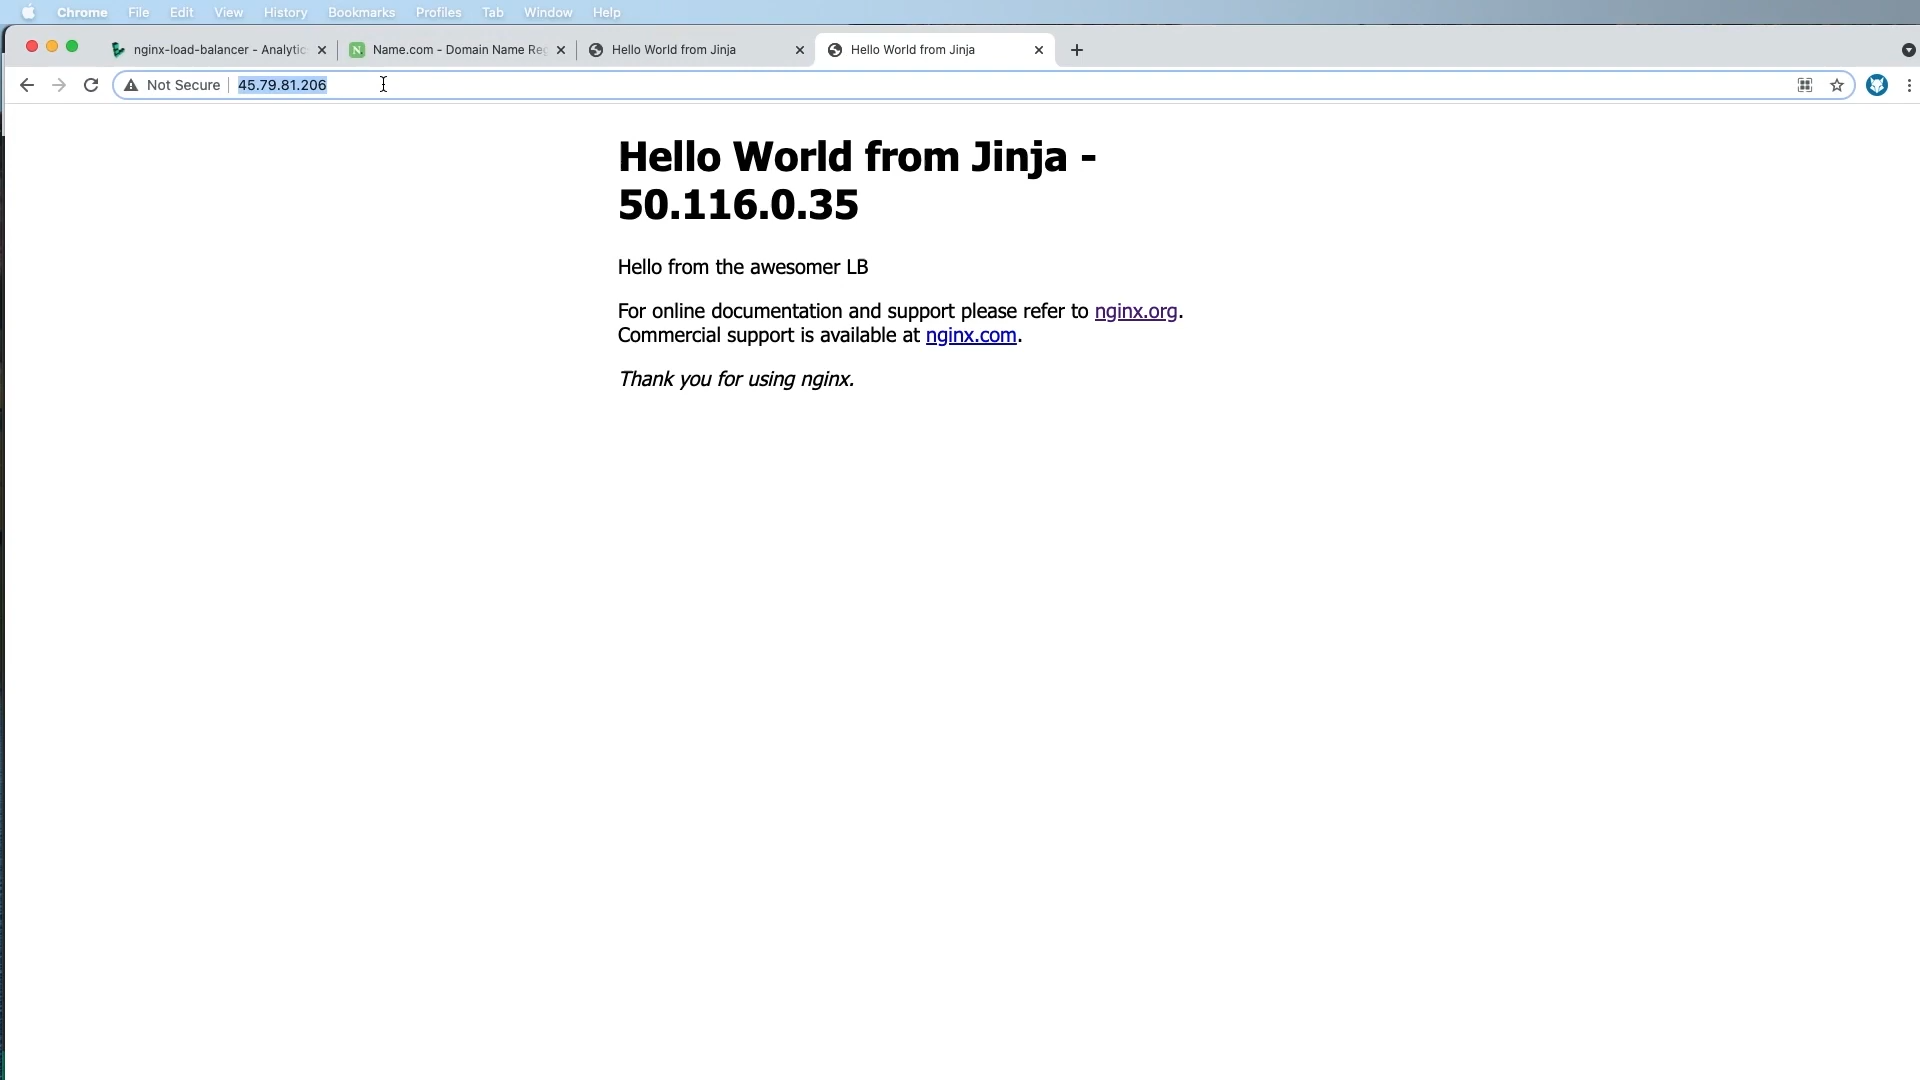 Chrome File Edit View History Bookmarks Profiles Tab Window Help
nginx-load-balancer - Analytic Name.com - Domain Name Reg Hello World from Jinja Hello World from Jinja
Not Secure 45.79.81.206
Hello World from Jinja -
50.116.0.35
Hello from the awesomer LB
For online documentation and support please refer to nginx.org.
Commercial support is available at nginx.com.
Thank you for using nginx.